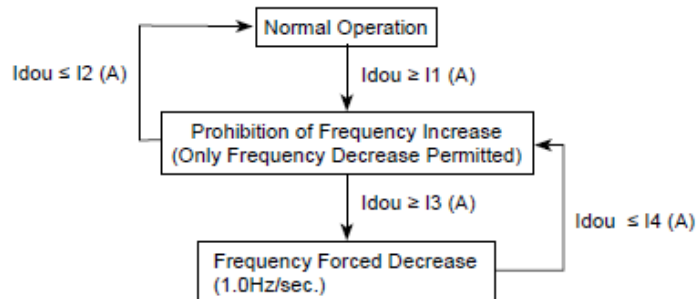 Normal Operation
Idou ≤ I2 (A)
Idou ≥ I1 (A)
Prohibition of Frequency Increase
(Only Frequency Decrease Permitted)
Idou ≥ I3 (A)
Idou ≤ I4 (A)
Frequency Forced Decrease
(1.0Hz/sec.)